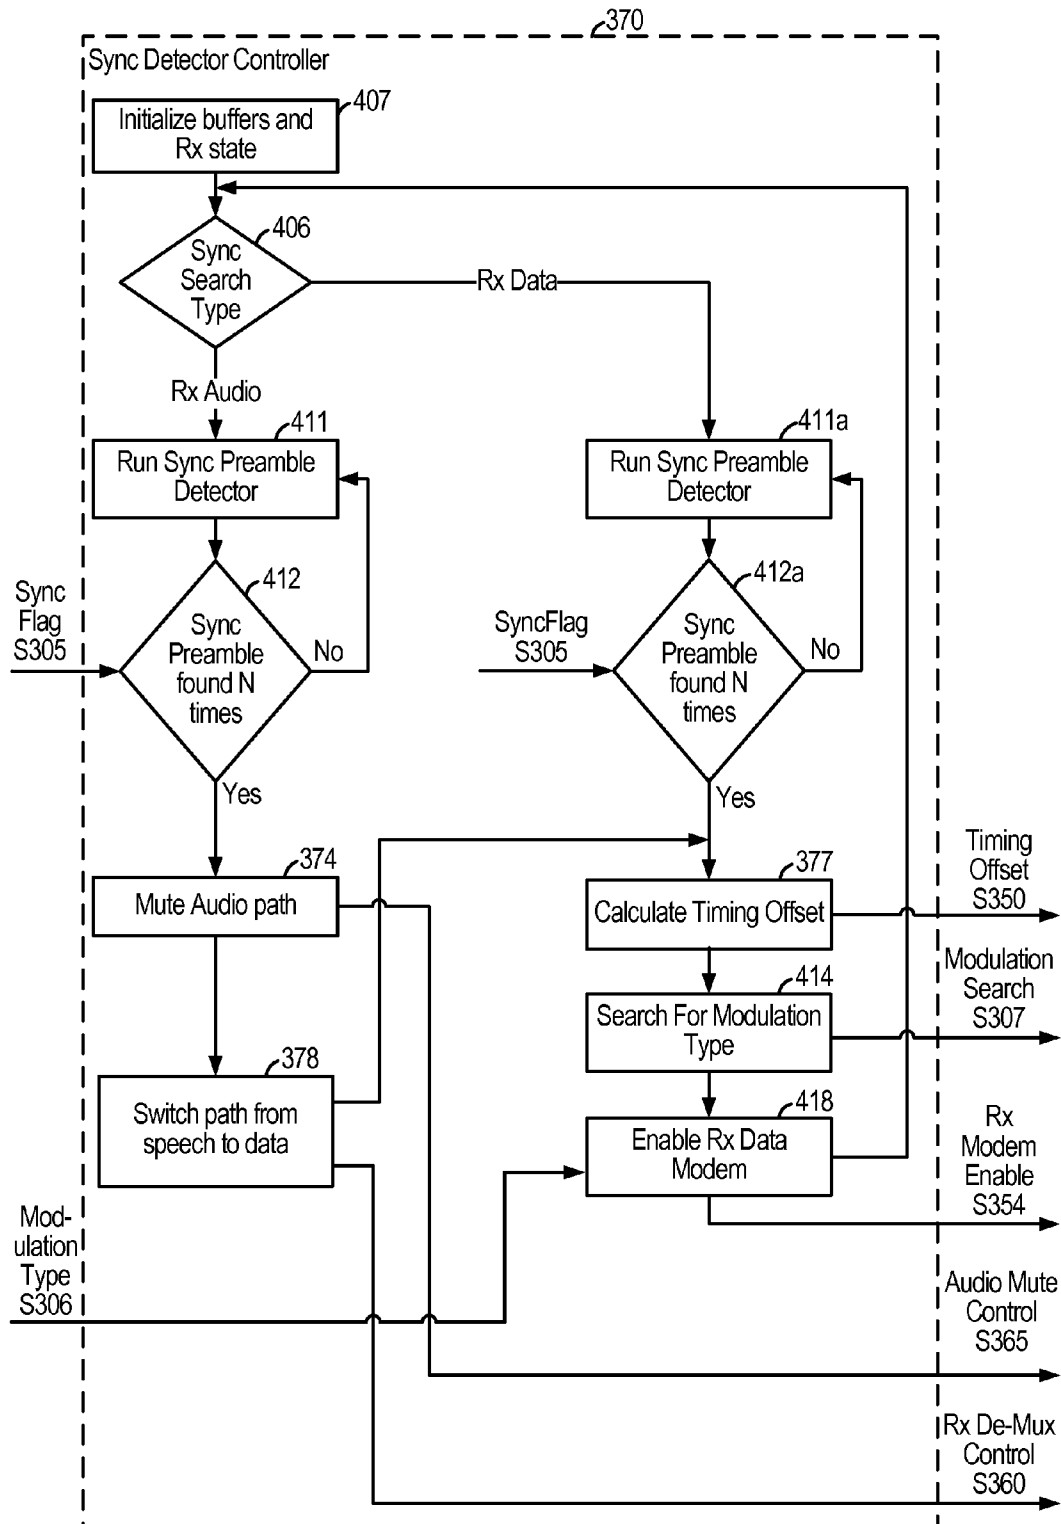 370
Sync Detector Controller
407
Initialize buffers and
Rx state
406
Sync
Search
Type
Rx Data
Rx Audio
411
Run Sync Preamble
Detector
411a
Run Sync Preamble
Detector
412
Sync
Flag
S305
Sync
Preamble
found N
times
No
412a
SyncFlag
S305
Sync
Preamble
found N
times
No
Yes
Yes
374
Mute Audio path
377
Calculate Timing Offset
Timing
Offset
S350
414
Search For Modulation
Type
Modulation
Search
S307
378
Switch path from
speech to data
418
Enable Rx Data
Modem
Rx
Modem
Enable
S354
Mod-
ulation
Type
S306
Audio Mute
Control
S365
Rx De-Mux
Control
S360